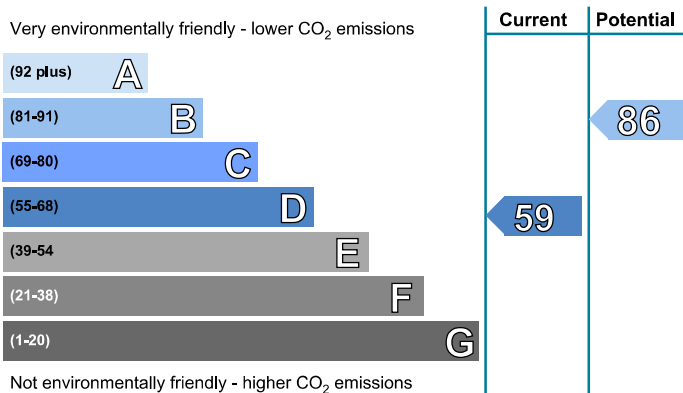 Very environmentally friendly - lower CO2 emissions
Current
Potential
(92 plus) A
(81-91) B
86
(69-80) C
(55-68) D
59
(39-54 E
(21-38) F
(1-20) G
Not environmentally friendly - higher CO2 emissions